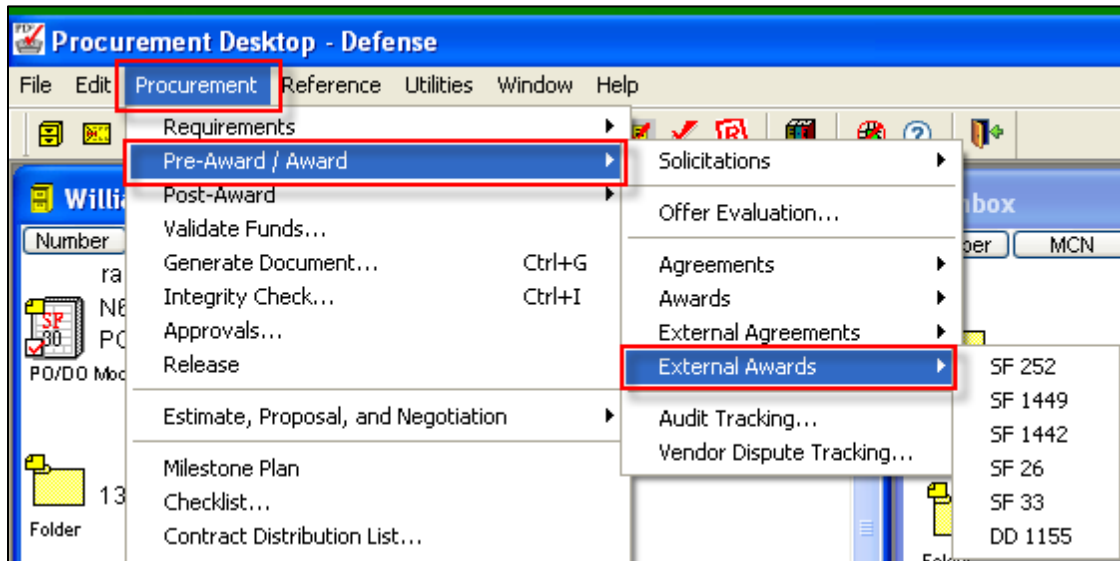 Procurement Desktop - Defense
File Edit Procurement Reference Utilities Window Help
Requirements
Pre-Award / Award
Post-Award
Validate Funds...
Generate Document... Ctrl+G
Integrity Check... Ctrl+I
Approvals...
Release
Estimate, Proposal, and Negotiation
Milestone Plan
Checklist...
Contract Distribution List...
Solicitations
Offer Evaluation...
Agreements
Awards
External Agreements
External Awards
Audit Tracking...
Vendor Dispute Tracking...
SF 252
SF 1449
SF 1442
SF 26
SF 33
DD 1155
Number
SF
30
PO/DO
13
Folder
MCN